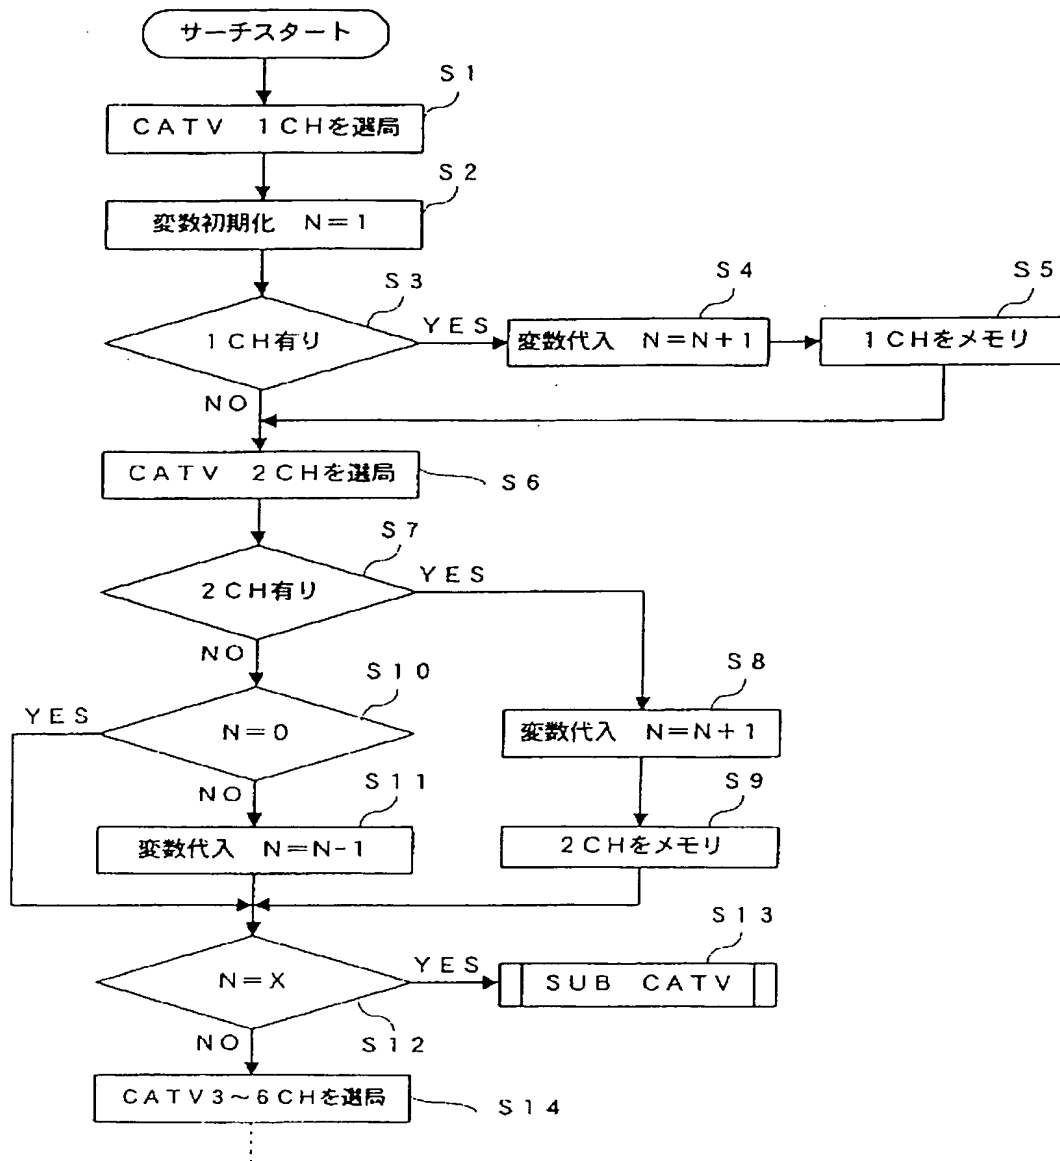 サーチスタート
S1
CATV 1CHを選局
S2
変数初期化 N=1
S3
1CH有り
YES
NO
S4
変数代入 N=N+1
S5
1CHをメモリ
CATV 2CHを選局
S6
S7
2CH有り
YES
NO
S8
変数代入 N=N+1
S9
2CHをメモリ
S10
N=0
YES
NO
S11
変数代入 N=N-1
N=X
YES
NO
S12
S13
SUB CATV
CATV3~6CHを選局
S14